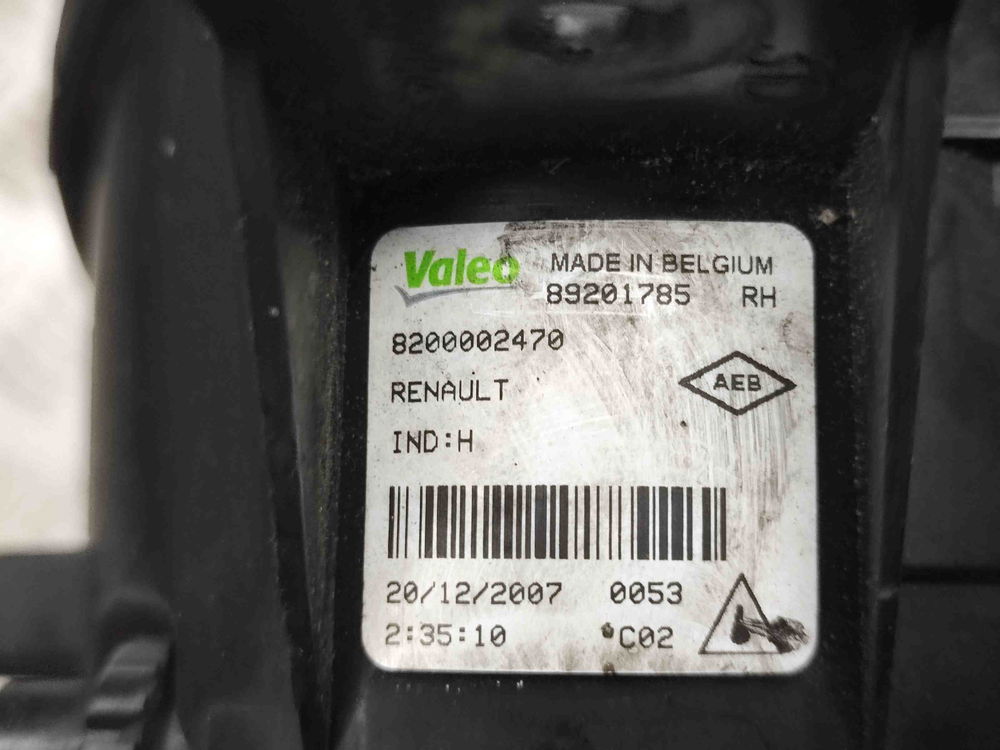 Valeo MADE IN BELGIUM
89201785 RH
8200002470
AEB
RENAULT
IND:H
20/12/2007 0053
2:35:10 C02